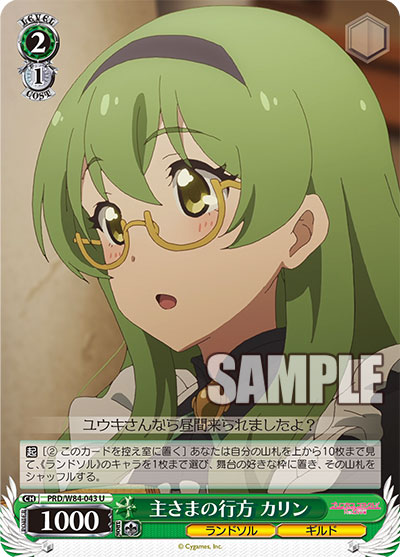 LEVEL
2
1
COST
SAMPLE
ユウキさんなら昼間来られましたよ?
起 [② このカードを控え室に置く] あなたは自分の山札を上から10枚まで見
て、《ランドソル》のキャラを1枚まで選び、舞台の好きな枠に置き、その山札を
シャッフルする。
CH PRD/W84-043 U
1000
主さまの行方 カリン
ランドソル
ギルド
© Cygames, Inc.